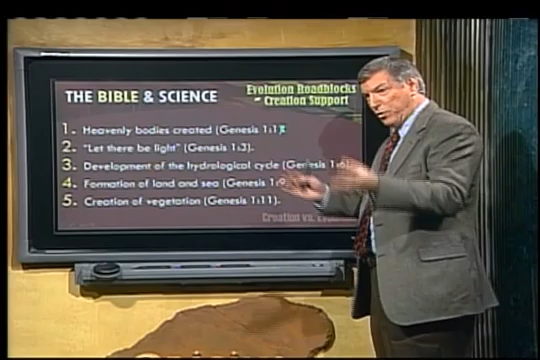 THE BIBLE & SCIENCE
Evolution Roadblocks
= Creation Support
1. Heavenly bodies created (Genesis 1:1)
2. "Let there be light" (Genesis 1:3).
3. Development of the hydrological cycle (Genesis 1:6)
4. Formation of land and sea (Genesis 1:9
5. Creation of vegetation (Genesis 1:11).
Creation vs.